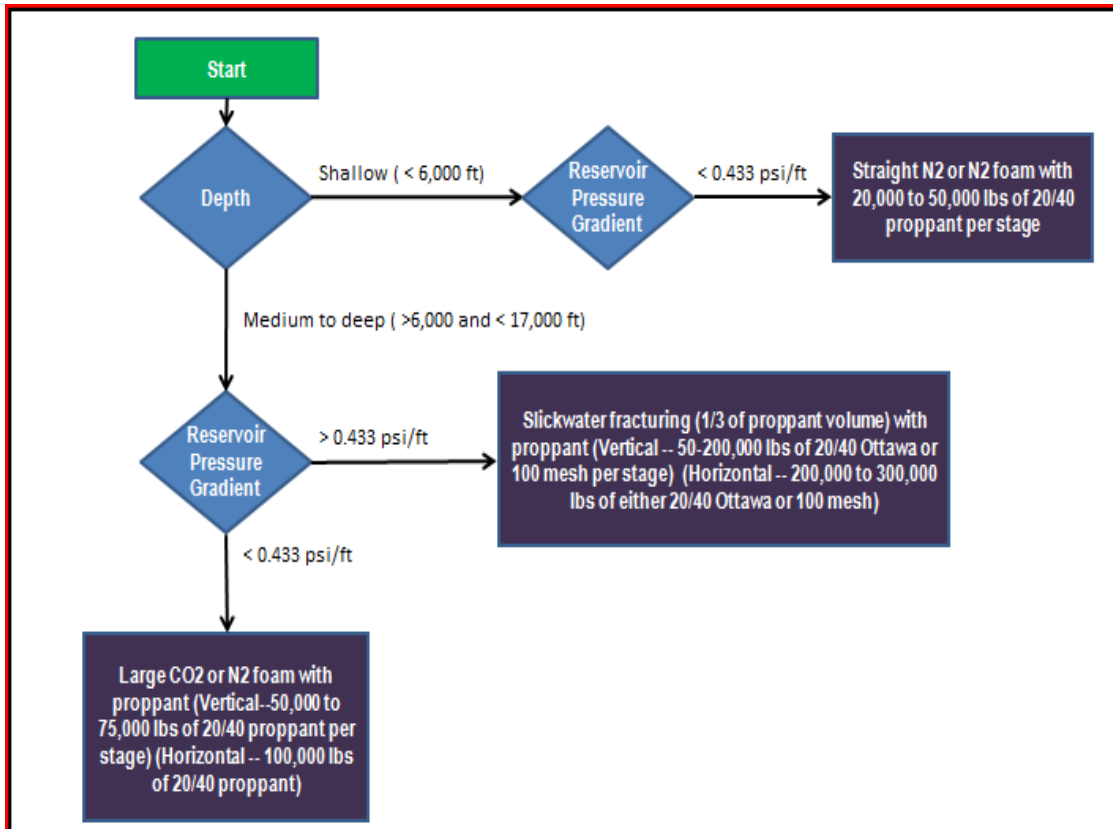 Start
Depth
Shallow ( < 6,000 ft)
Reservoir
Pressure
Gradient
< 0.433 psi/ft
Straight N2 or N2 foam with
20,000 to 50,000 lbs of 20/40
proppant per stage
Medium to deep ( >6,000 and < 17,000 ft)
Reservoir
Pressure
Gradient
> 0.433 psi/ft
Slickwater fracturing (1/3 of proppant volume) with
proppant (Vertical -- 50-200,000 lbs of 20/40 Ottawa or
100 mesh per stage) (Horizontal -- 200,000 to 300,000
lbs of either 20/40 Ottawa or 100 mesh)
< 0.433 psi/ft
Large CO2 or N2 foam with
proppant (Vertical--50,000 to
75,000 lbs of 20/40 proppant per
stage) (Horizontal -- 100,000 lbs
of 20/40 proppant)